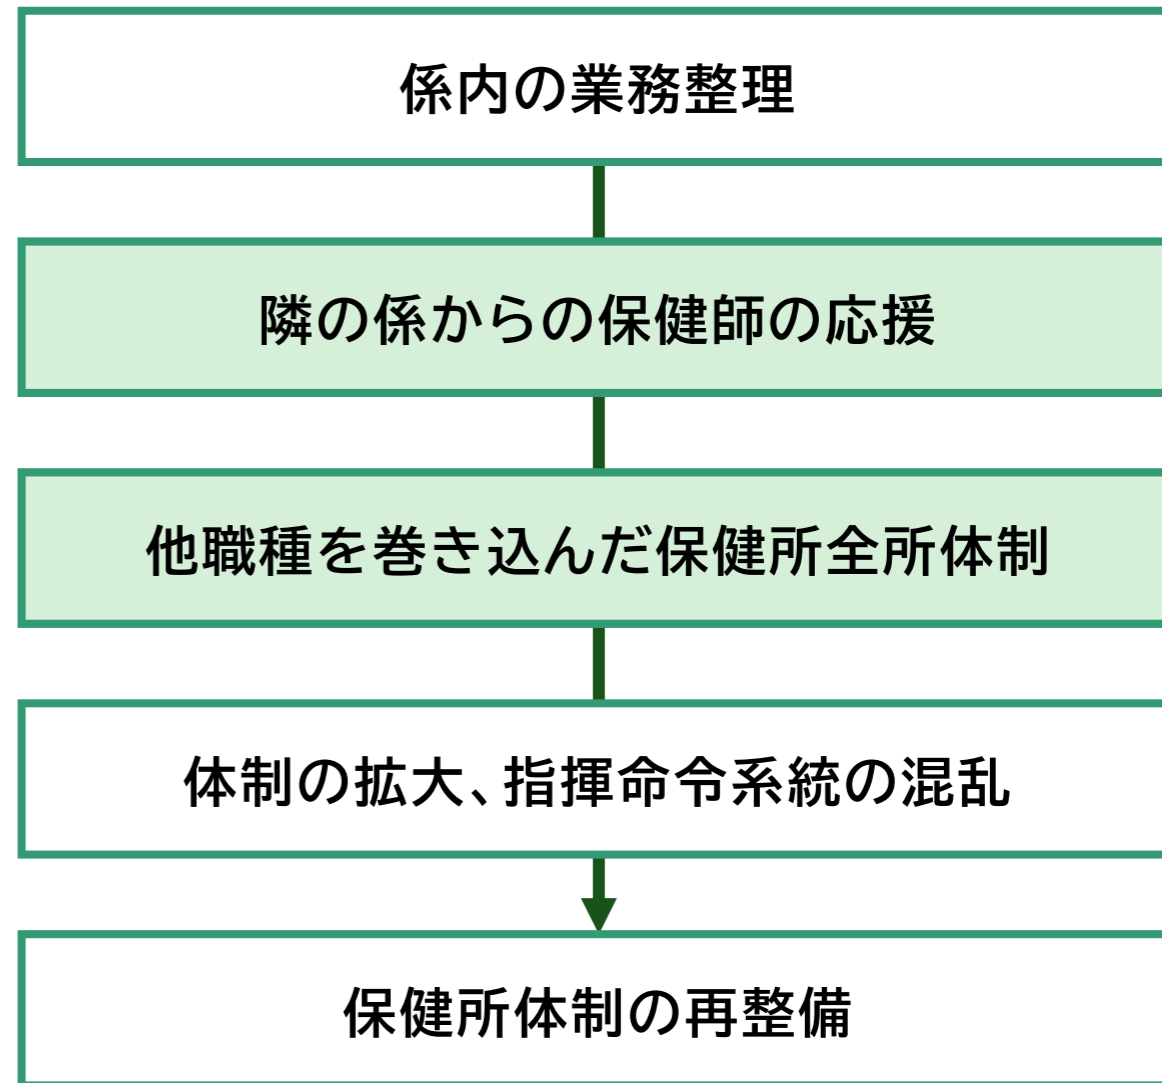 係内の業務整理
隣の係からの保健師の応援
他職種を巻き込んだ保健所全所体制
体制の拡大、指揮命令系統の混乱
保健所体制の再整備